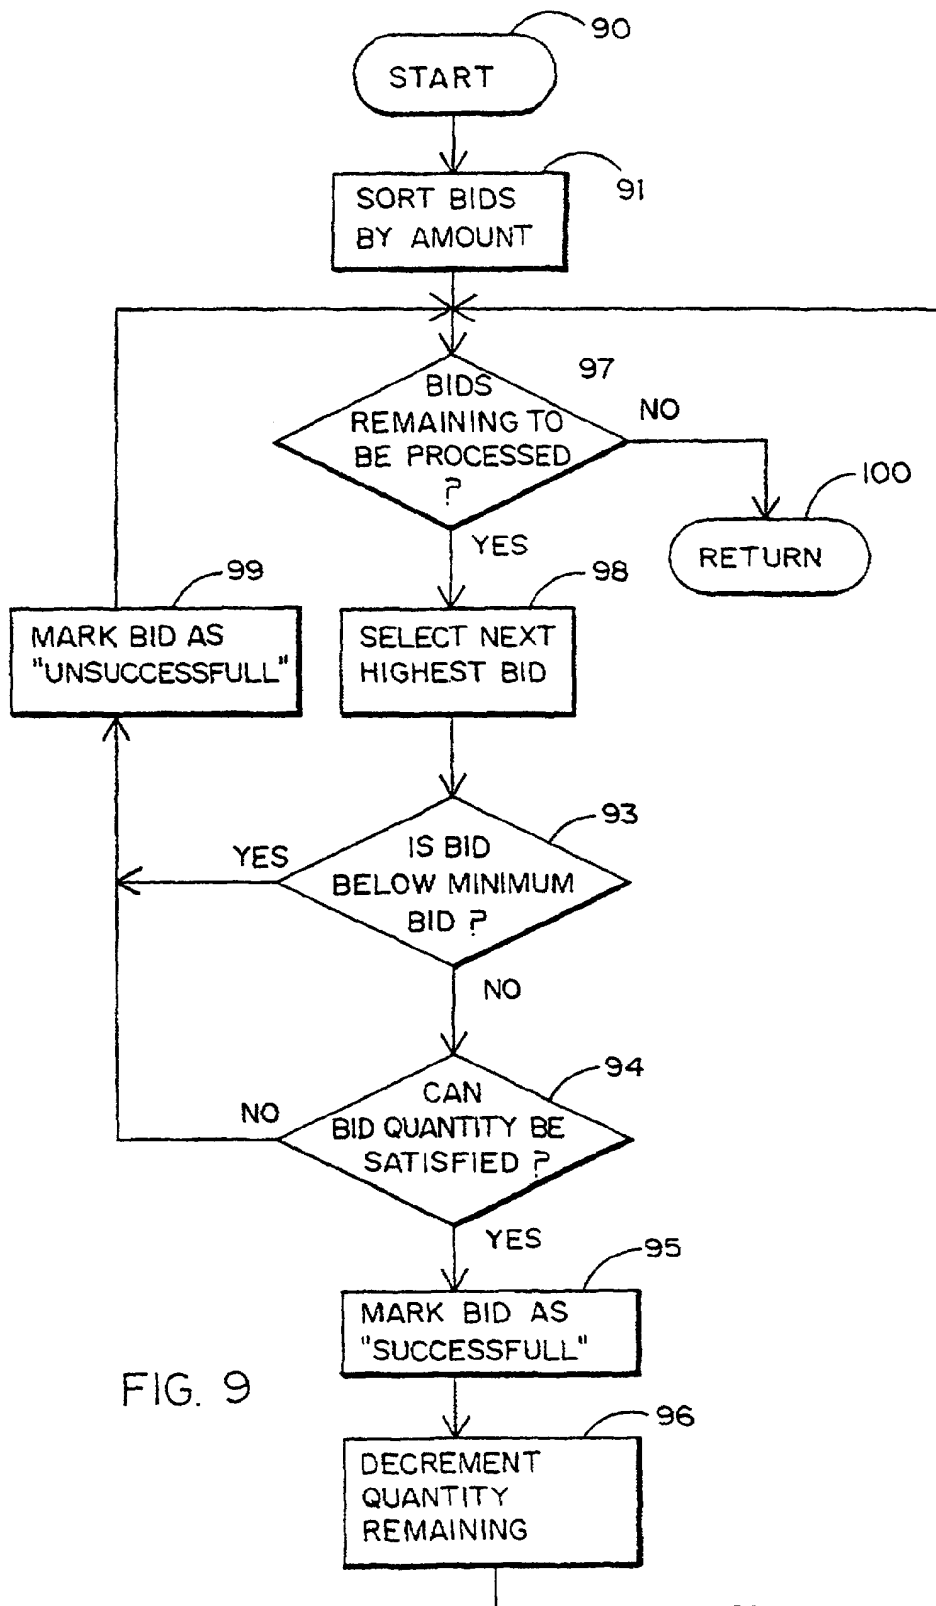 90
START
91
SORT BIDS
BY AMOUNT
97
BIDS
REMAINING TO
BE PROCESSED
?
NO
100
RETURN
YES
99
MARK BID AS
"UNSUCCESSFULL"
98
SELECT NEXT
HIGHEST BID
93
IS BID
BELOW MINIMUM
BID ?
YES
NO
94
CAN
BID QUANTITY BE
SATISFIED ?
NO
YES
95
MARK BID AS
"SUCCESSFULL"
FIG. 9
96
DECREMENT
QUANTITY
REMAINING